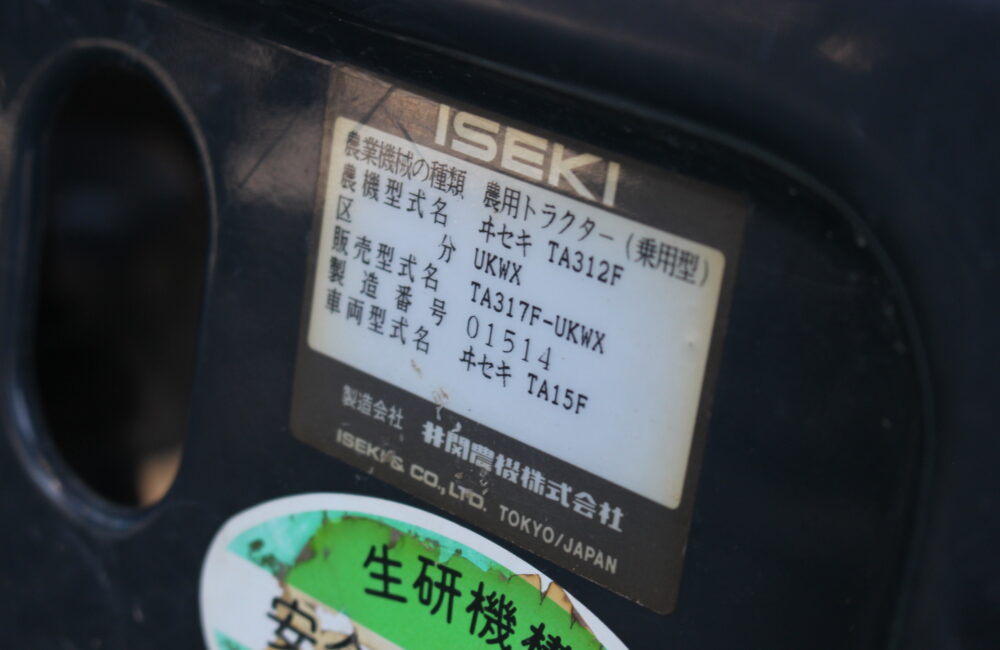 ISEKI
農業機械の種類 農用トラクター(乗用型)
農機型式名 ヰセキ TA312F
区分 UKWX
販売型式名 TA317F-UKWX
製造番号 01514
車両型式名 ヰセキ TA15F
製造会社 井関農機株式会社
ISEKI & CO.,LTD. TOKYO/JAPAN
生研機構
安